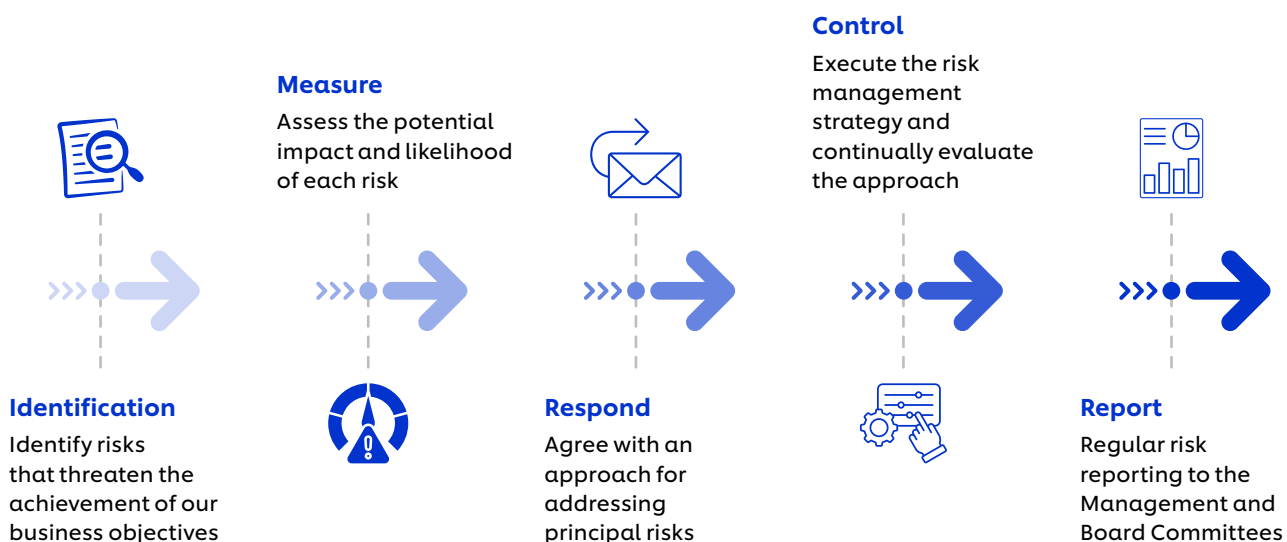 Identification
Identify risks
that threaten the
achievement of our
business objectives
Measure
Assess the potential
impact and likelihood
of each risk
Respond
Agree with an
approach for
addressing
principal risks
Control
Execute the risk
management
strategy and
continually evaluate
the approach
Report
Regular risk
reporting to the
Management and
Board Committees